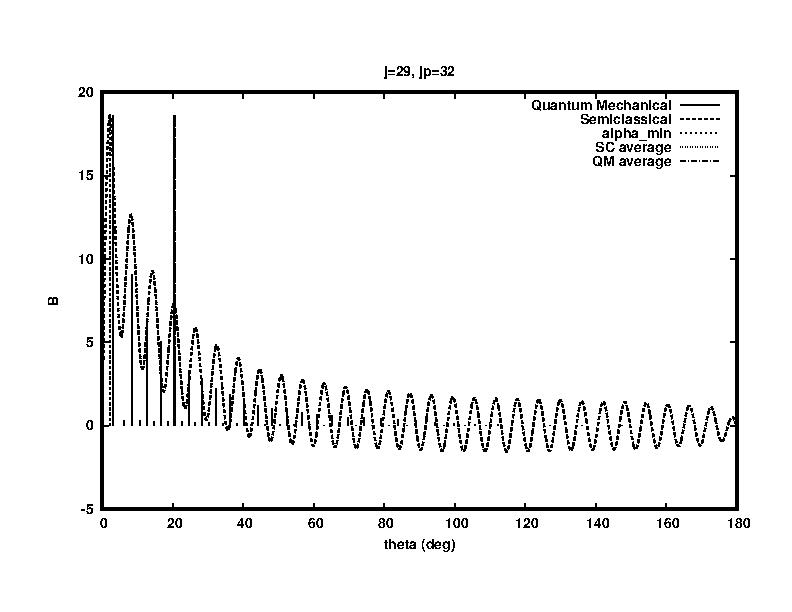 j=29, jp=32
20
15
10
5
0
-5
B
Quantum Mechanical
Semiclassical
alpha_min
SC average
QM average
0 20 40 60 80 100 120 140 160 180
theta (deg)